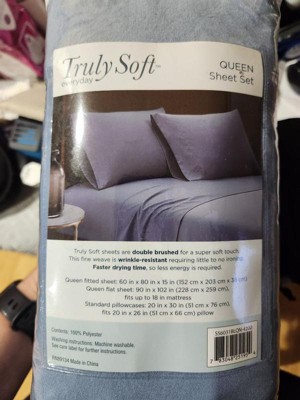 Truly Soft™
everyday
QUEEN
Sheet Set
Truly Soft sheets are double brushed for a super soft touch.
This fine weave is wrinkle-resistant requiring little to no ironing.
Faster drying time, so less energy is required.
Queen fitted sheet: 60 in x 80 in x 15 in (152 cm x 203 cm x 38 cm)
Queen flat sheet: 90 in x 102 in (228 cm x 259 cm),
fits up to 18 in mattress
Standard pillowcases: 20 in x 30 in (51 cm x 76 cm),
fits 20 in x 26 in (51 cm x 66 cm) pillow
Contents: 100% Polyester
Washing Instructions: Machine washable.
See care label for further instructions.
Made in China